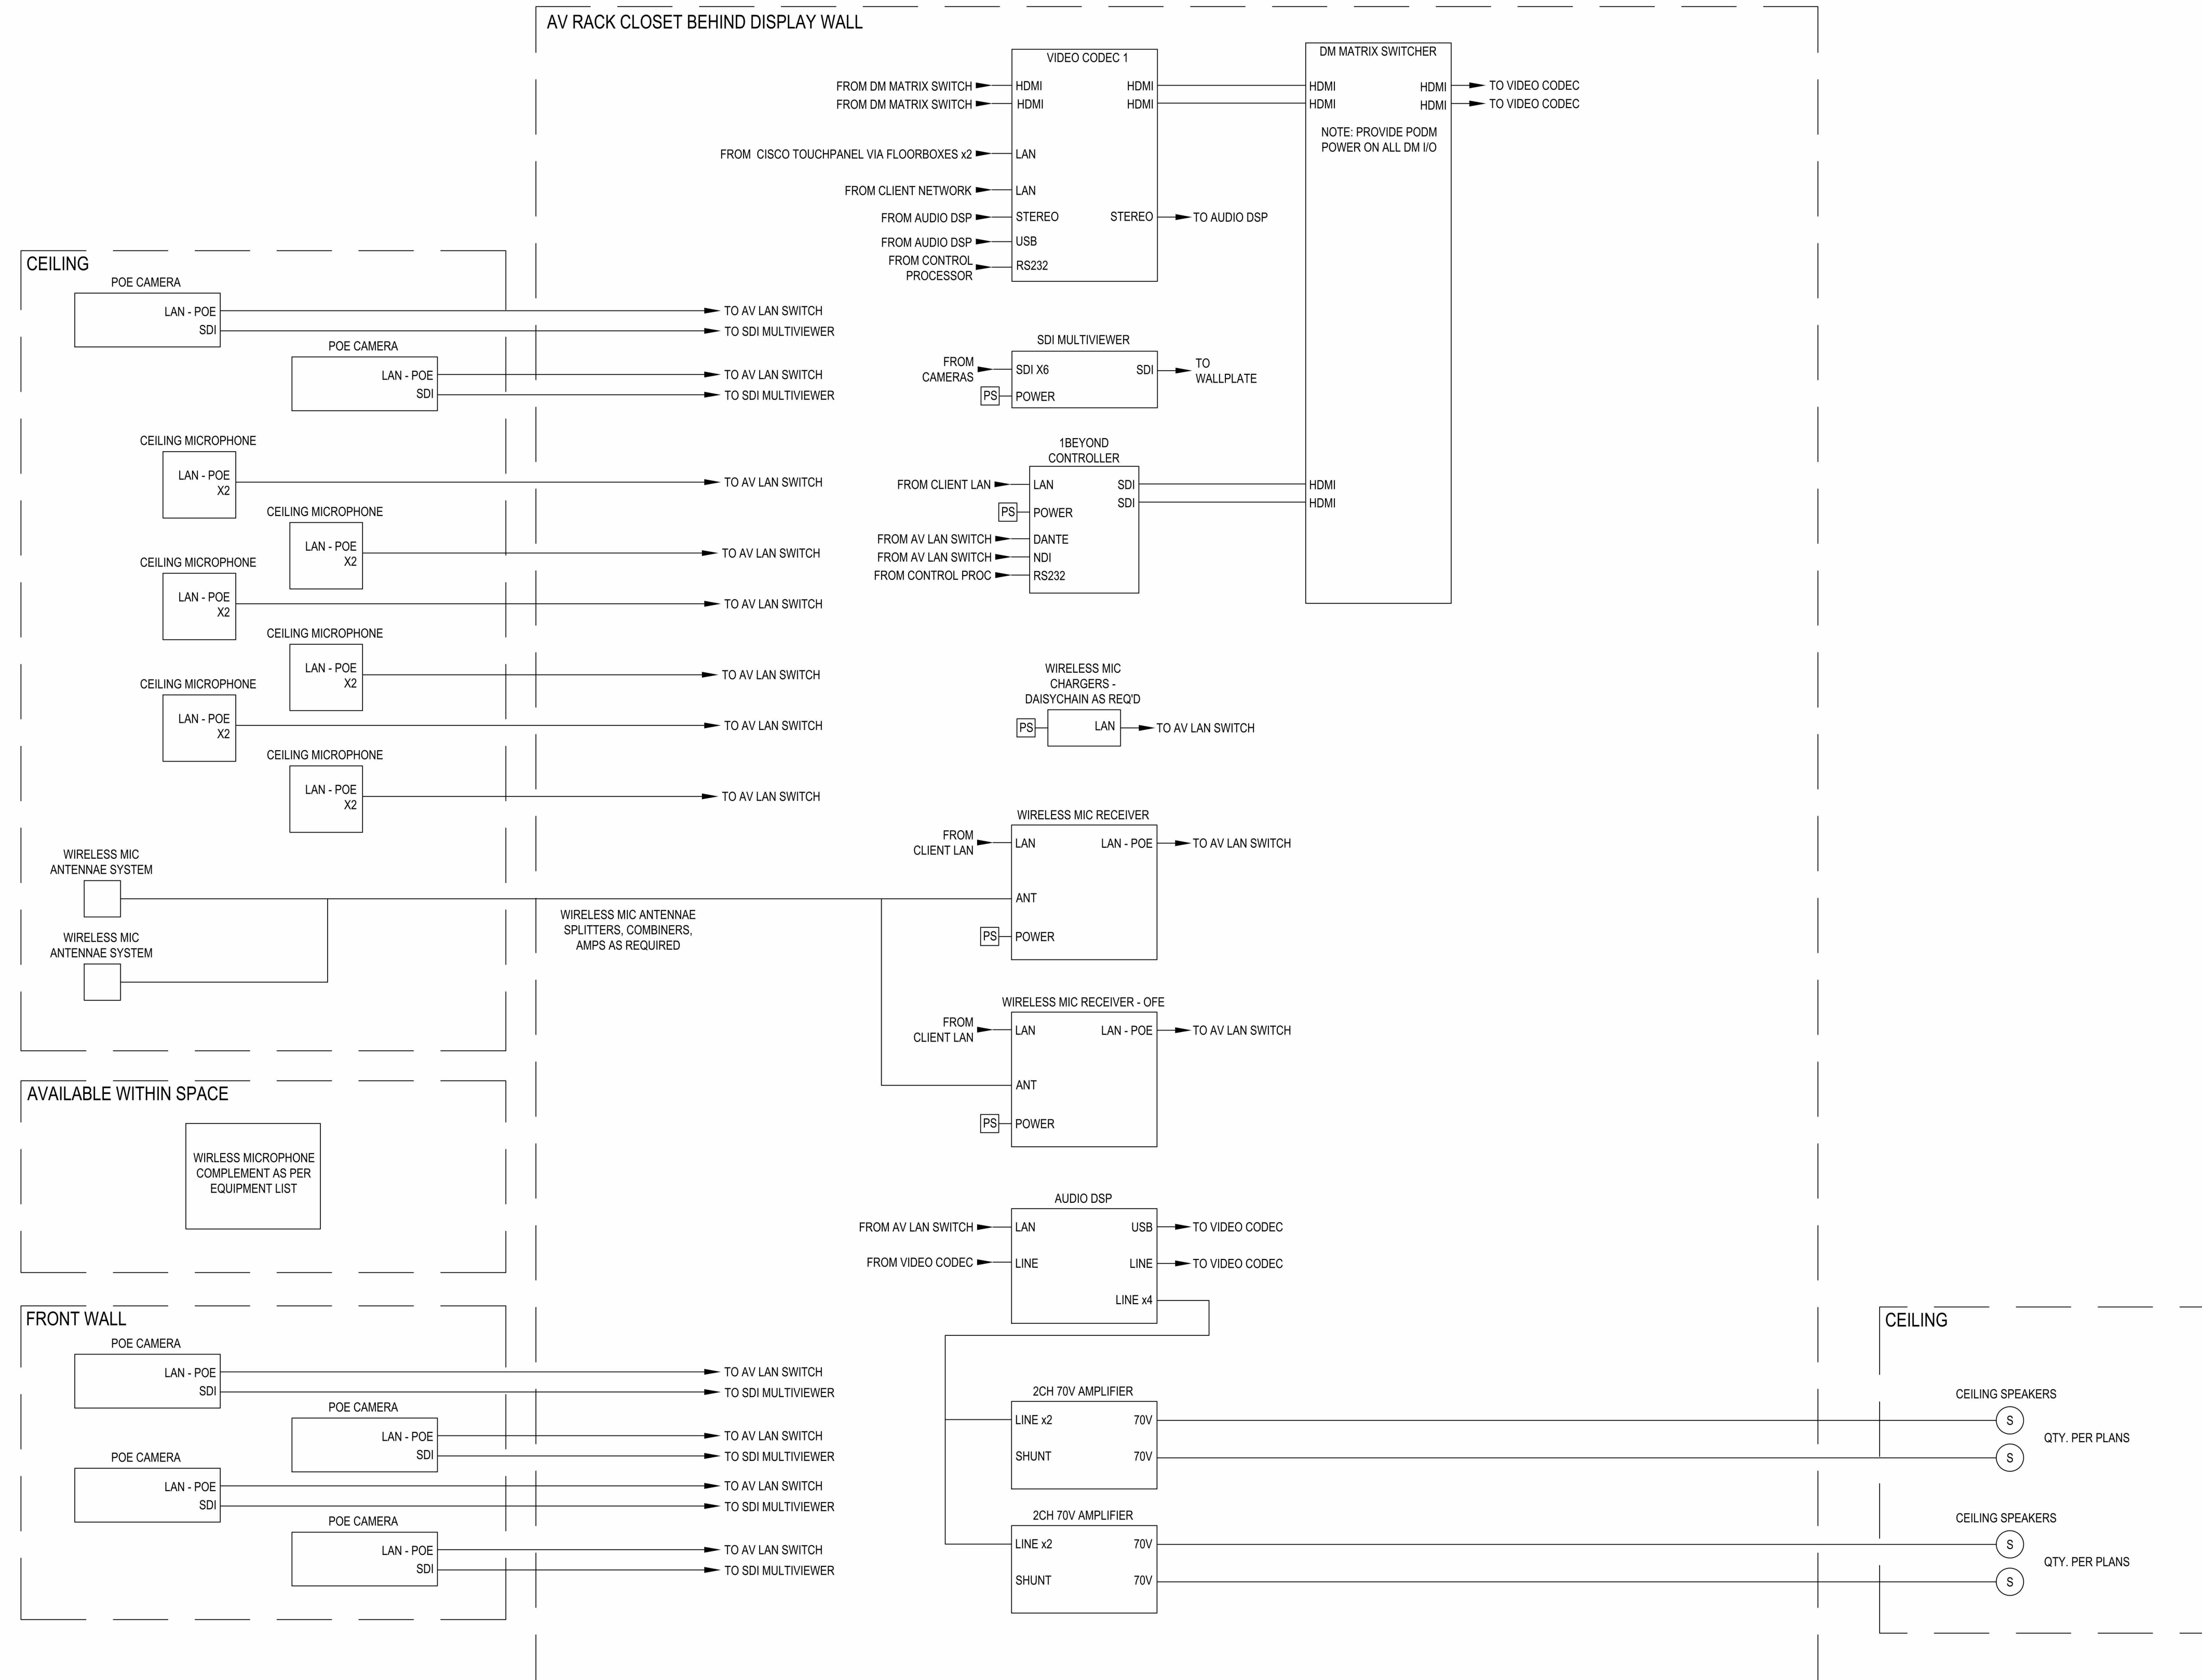 AV RACK CLOSET BEHIND DISPLAY WALL
VIDEO CODEC 1
FROM DM MATRIX SWITCH
HDMI
HDMI
FROM DM MATRIX SWITCH
HDMI
HDMI
FROM CISCO TOUCHPANEL VIA FLOORBOXES x2
LAN
FROM CLIENT NETWORK
LAN
FROM AUDIO DSP
STEREO
STEREO
TO AUDIO DSP
FROM AUDIO DSP
USB
FROM CONTROL
PROCESSOR
RS232
DM MATRIX SWITCHER
HDMI
HDMI
TO VIDEO CODEC
HDMI
HDMI
TO VIDEO CODEC
NOTE: PROVIDE PODM
POWER ON ALL DM I/O
HDMI
HDMI
CEILING
POE CAMERA
LAN - POE
TO AV LAN SWITCH
SDI
TO SDI MULTIVIEWER
POE CAMERA
LAN - POE
TO AV LAN SWITCH
SDI
TO SDI MULTIVIEWER
CEILING MICROPHONE
LAN - POE
X2
TO AV LAN SWITCH
CEILING MICROPHONE
LAN - POE
X2
TO AV LAN SWITCH
CEILING MICROPHONE
LAN - POE
X2
TO AV LAN SWITCH
CEILING MICROPHONE
LAN - POE
X2
TO AV LAN SWITCH
CEILING MICROPHONE
LAN - POE
X2
TO AV LAN SWITCH
CEILING MICROPHONE
LAN - POE
X2
TO AV LAN SWITCH
WIRELESS MIC
ANTENNAE SYSTEM
WIRELESS MIC
ANTENNAE SYSTEM
WIRELESS MIC ANTENNAE
SPLITTERS, COMBINERS,
AMPS AS REQUIRED
SDI MULTIVIEWER
FROM
CAMERAS
SDI X6
SDI
TO
WALLPLATE
PS
POWER
1BEYOND
CONTROLLER
FROM CLIENT LAN
LAN
SDI
SDI
PS
POWER
FROM AV LAN SWITCH
DANTE
FROM AV LAN SWITCH
NDI
FROM CONTROL PROC
RS232
WIRELESS MIC
CHARGERS -
DAISYCHAIN AS REQ'D
PS
LAN
TO AV LAN SWITCH
WIRELESS MIC RECEIVER
FROM
CLIENT LAN
LAN
LAN - POE
TO AV LAN SWITCH
ANT
PS
POWER
WIRELESS MIC RECEIVER - OFE
FROM
CLIENT LAN
LAN
LAN - POE
TO AV LAN SWITCH
ANT
PS
POWER
AVAILABLE WITHIN SPACE
WIRLESS MICROPHONE
COMPLEMENT AS PER
EQUIPMENT LIST
AUDIO DSP
FROM AV LAN SWITCH
LAN
USB
TO VIDEO CODEC
FROM VIDEO CODEC
LINE
LINE
TO VIDEO CODEC
LINE x4
FRONT WALL
POE CAMERA
LAN - POE
TO AV LAN SWITCH
SDI
TO SDI MULTIVIEWER
POE CAMERA
LAN - POE
TO AV LAN SWITCH
SDI
TO SDI MULTIVIEWER
POE CAMERA
LAN - POE
TO AV LAN SWITCH
SDI
TO SDI MULTIVIEWER
POE CAMERA
LAN - POE
TO AV LAN SWITCH
SDI
TO SDI MULTIVIEWER
2CH 70V AMPLIFIER
LINE x2
70V
SHUNT
70V
2CH 70V AMPLIFIER
LINE x2
70V
SHUNT
70V
CEILING
CEILING SPEAKERS
S
QTY. PER PLANS
S
CEILING SPEAKERS
S
QTY. PER PLANS
S